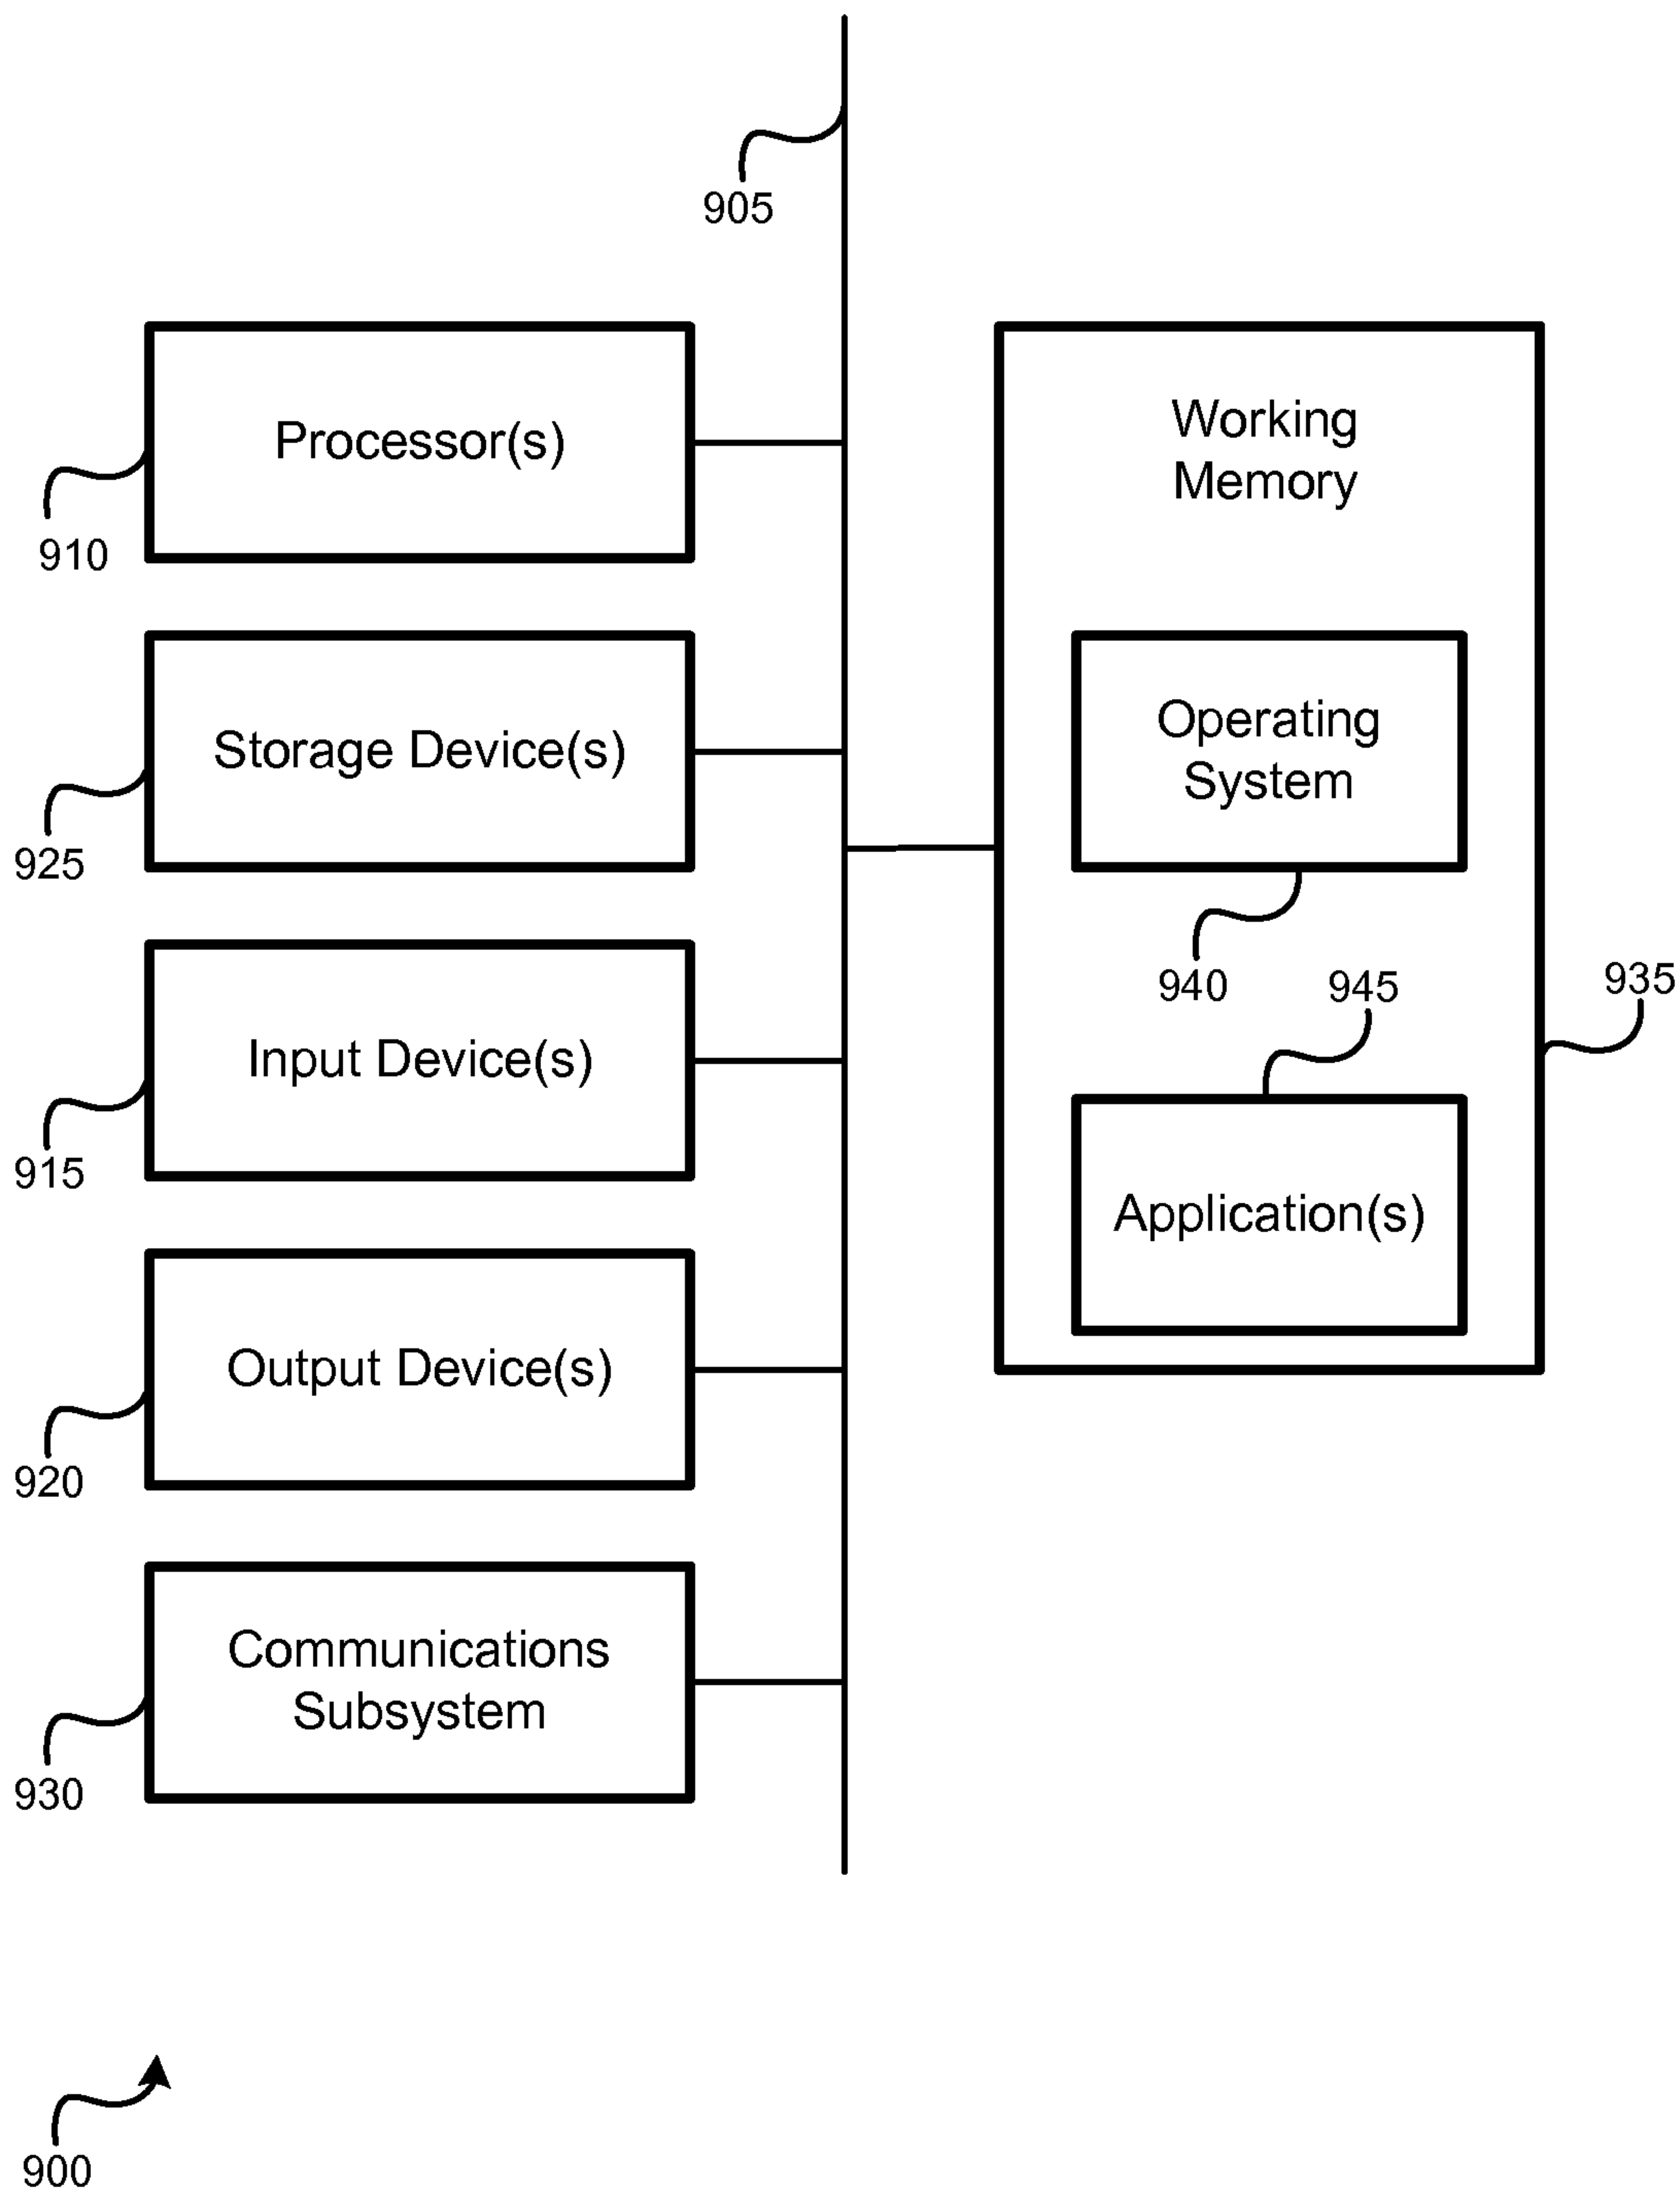 905
Processor(s)
910
Storage Device(s)
925
Input Device(s)
915
Output Device(s)
920
Communications
Subsystem
930
Working
Memory
Operating
System
940
945
935
Application(s)
900